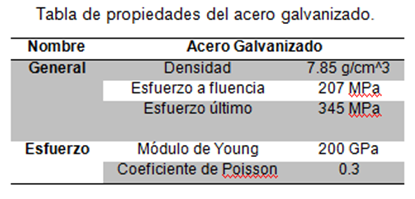 Tabla de propiedades del acero galvanizado.
Nombre Acero Galvanizado
General Densidad 7.85 g/cm^3
Esfuerzo a fluencia 207 MPa
Esfuerzo último 345 MPa
Esfuerzo Módulo de Young 200 GPa
Coeficiente de Poisson 0.3